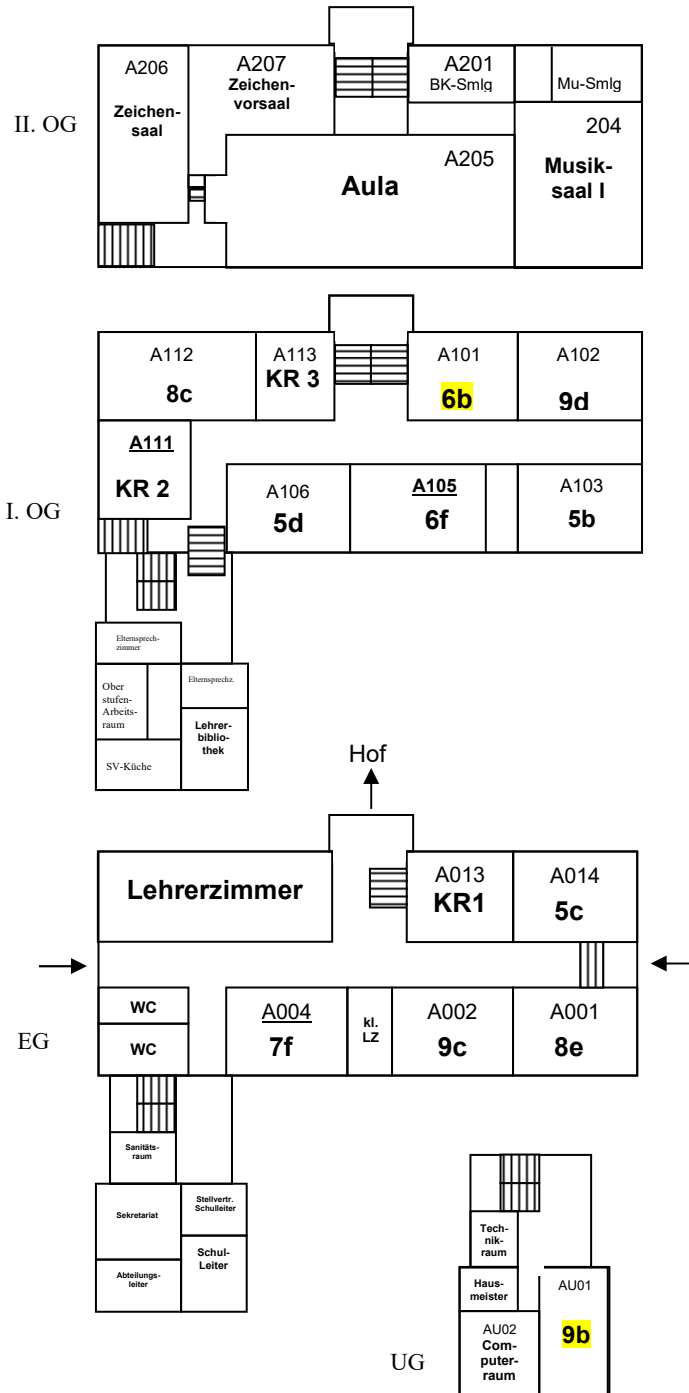 A206
Zeichen-
saal
A207
Zeichen-
vorsaal
A201
BK-Smlg
Mu-Smlg
II. OG
A205
Aula
204
Musik-
saal I
A112
8c
A113
KR 3
A101
6b
A102
9d
A111
KR 2
I. OG
A106
5d
A105
6f
A103
5b
Elternsprech-
zimmer
Ober
stufen-
Arbeits-
raum
Elternsprechz.
Lehrer-
biblio-
thek
SV-Küche
Hof
Lehrerzimmer
A013
KR1
A014
5c
WC
WC
EG
A004
7f
kl.
LZ
A002
9c
A001
8e
Sanitäts-
raum
Sekretariat
Stellvertr.
Schulleiter
Schul-
Leiter
Abteilungs-
leiter
Tech-
nik-
raum
Haus-
meister
AU01
9b
AU02
Com-
puter-
raum
UG